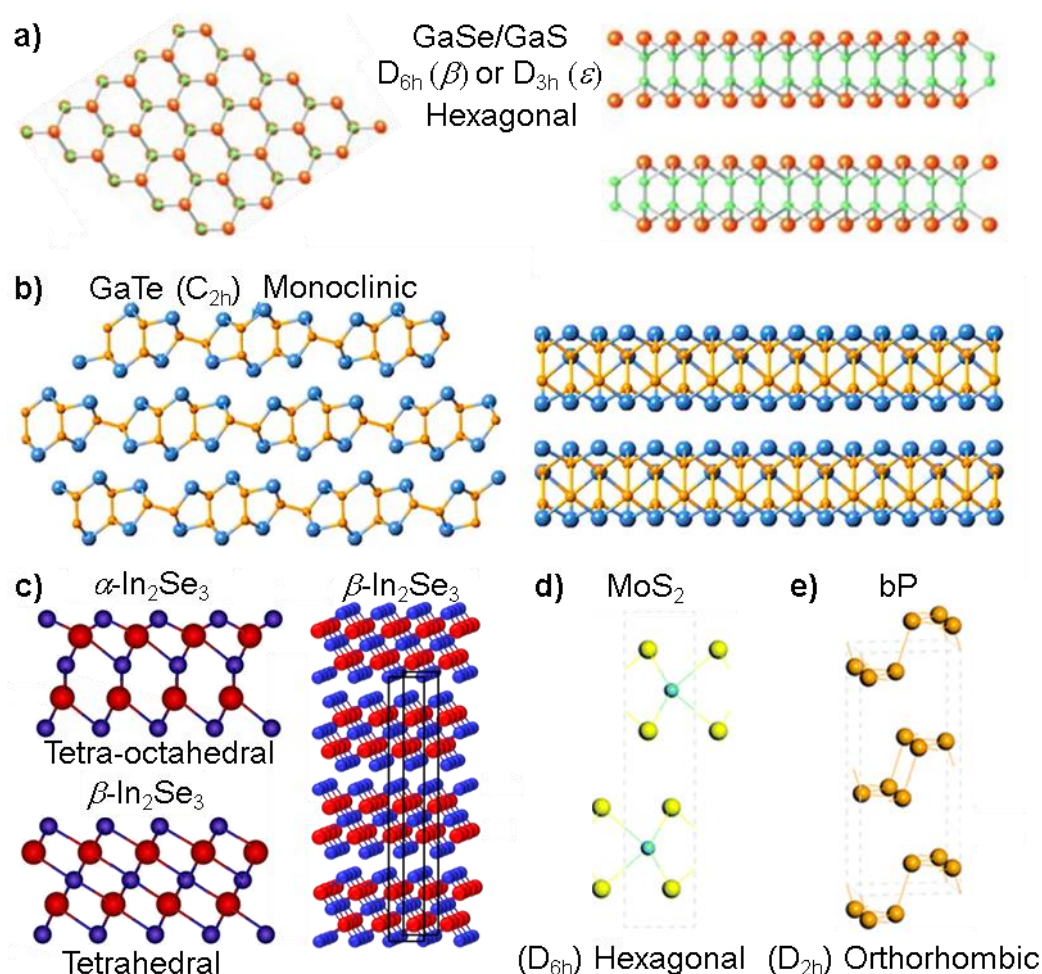 a)
GaSe/GaS
D₆ₕ (β) or D₃ₕ (ε)
Hexagonal
b) GaTe (C₂ₕ) Monoclinic
c) α-In₂Se₃
Tetra-octahedral
β-In₂Se₃
Tetrahedral
β-In₂Se₃
d) MoS₂
(D₆ₕ) Hexagonal
e) bP
(D₂ₕ) Orthorhombic